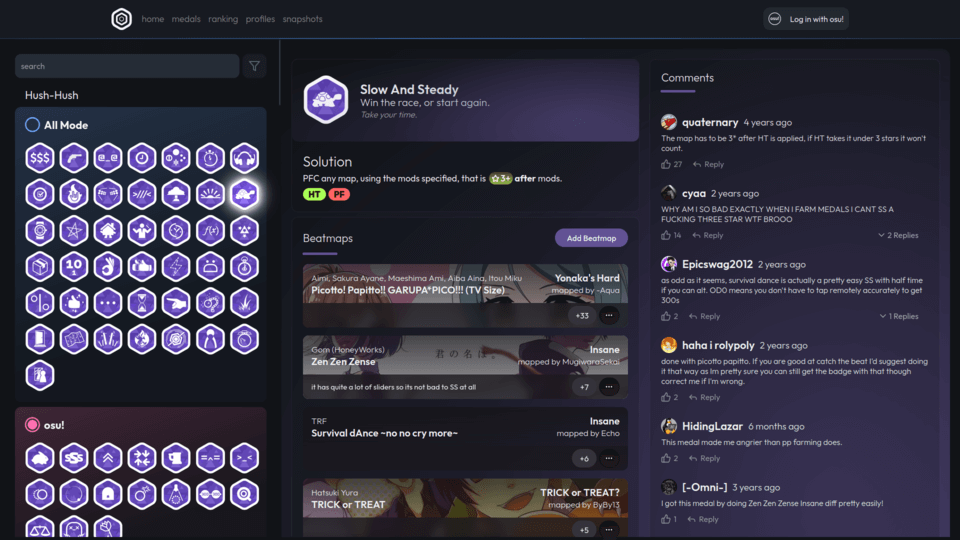 home medals ranking profiles snapshots
osu!
Log in with osu!
search
Hush-Hush
All Mode
$$$
f(x)
10
1
osu!
Slow And Steady
Win the race, or start again.
Take your time.
Solution
PFC any map, using the mods specified, that is 3+ after mods.
HT PF
Beatmaps
Add Beatmap
Aimi, Sakura Ayane, Maeshima Ami, Aiba Aina, Itou Miku
Yonaka's Hard
Picotto! Papitto!! GARUPA*PICO!!! (TV Size)
mapped by -Aqua
+33
Gom (HoneyWorks)
Insane
君の名は。
Zen Zen Zense
mapped by MugiwaraSekai
it has quite a lot of sliders so its not bad to SS at all
+7
TRF
Insane
Survival dAnce ~no no cry more~
mapped by Echo
+6
Hatsuki Yura
TRICK or TREAT?
TRICK or TREAT
mapped by ByBy13
+5
Comments
quaternary 4 years ago
The map has to be 3* after HT is applied, if HT takes it under 3 stars it won't
count.
27 Reply
cyaa 2 years ago
WHY AM I SO BAD EXACTLY WHEN I FARM MEDALS I CANT SS A
FUCKING THREE STAR WTF BROOO
14 Reply 2 Replies
Epicswag2012 2 years ago
as odd as it seems, survival dance is actually a pretty easy SS with half time
if you can alt. OD0 means you don't have to tap remotely accurately to get
300s
2 Reply 1 Replies
haha i rolypoly 2 years ago
done with picotto papitto. If you are good at catch the beat I'd suggest doing
it that way as Im pretty sure you can still get the badge with that though
correct me if I'm wrong.
2 Reply
HidingLazar 6 months ago
This medal made me angrier than pp farming does.
2 Reply
[-Omni-] 3 years ago
I got this medal by doing Zen Zen Zense Insane diff pretty easily!
1 Reply